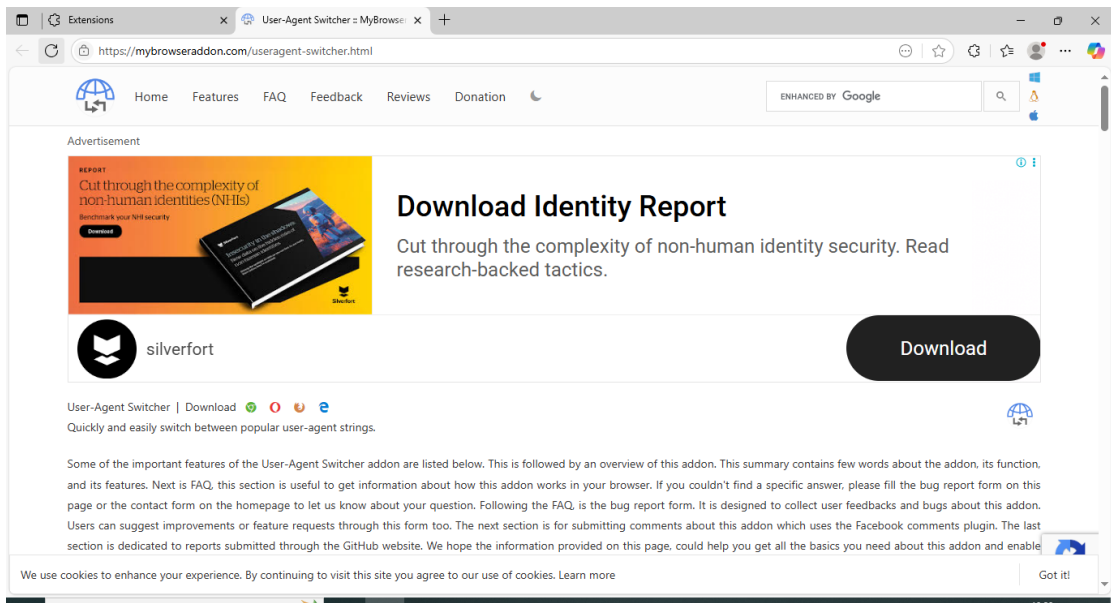 Extensions
User-Agent Switcher :: MyBrowse
https://mybrowseraddon.com/useragent-switcher.html
Home Features FAQ Feedback Reviews Donation
ENHANCED BY Google
Advertisement
REPORT
Cut through the complexity of
non-human identities (NHIs)
Benchmark your NHI security
Download
Insecurity in the shadows
Silverfort
Download Identity Report
Cut through the complexity of non-human identity security. Read
research-backed tactics.
silverfort
Download
User-Agent Switcher | Download
Quickly and easily switch between popular user-agent strings.
Some of the important features of the User-Agent Switcher addon are listed below. This is followed by an overview of this addon. This summary contains few words about the addon, its function,
and its features. Next is FAQ, this section is useful to get information about how this addon works in your browser. If you couldn't find a specific answer, please fill the bug report form on this
page or the contact form on the homepage to let us know about your question. Following the FAQ, is the bug report form. It is designed to collect user feedbacks and bugs about this addon.
Users can suggest improvements or feature requests through this form too. The next section is for submitting comments about this addon which uses the Facebook comments plugin. The last
section is dedicated to reports submitted through the GitHub website. We hope the information provided on this page, could help you get all the basics you need about this addon and enable
We use cookies to enhance your experience. By continuing to visit this site you agree to our use of cookies. Learn more
Got it!